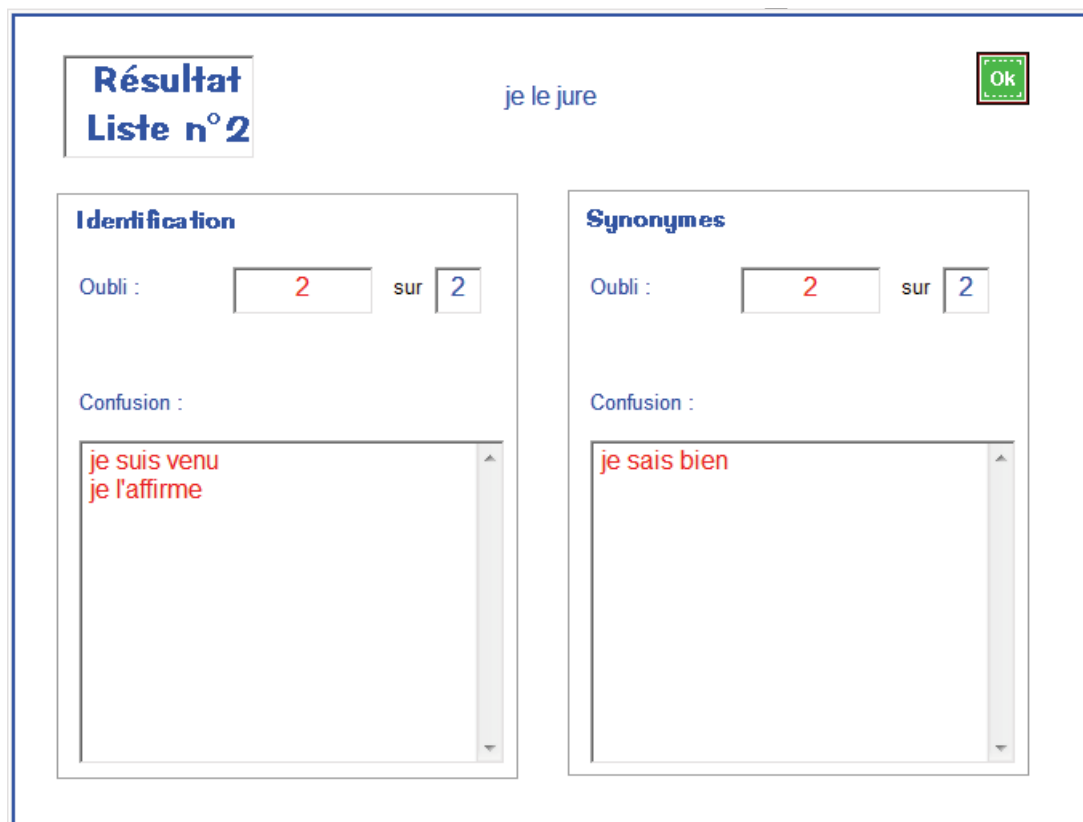 Résultat
Liste n°2
je le jure
Ok
Identification
Oubli :
2
sur
2
Confusion :
je suis venu
je l'affirme
Synonymes
Oubli :
2
sur
2
Confusion :
je sais bien